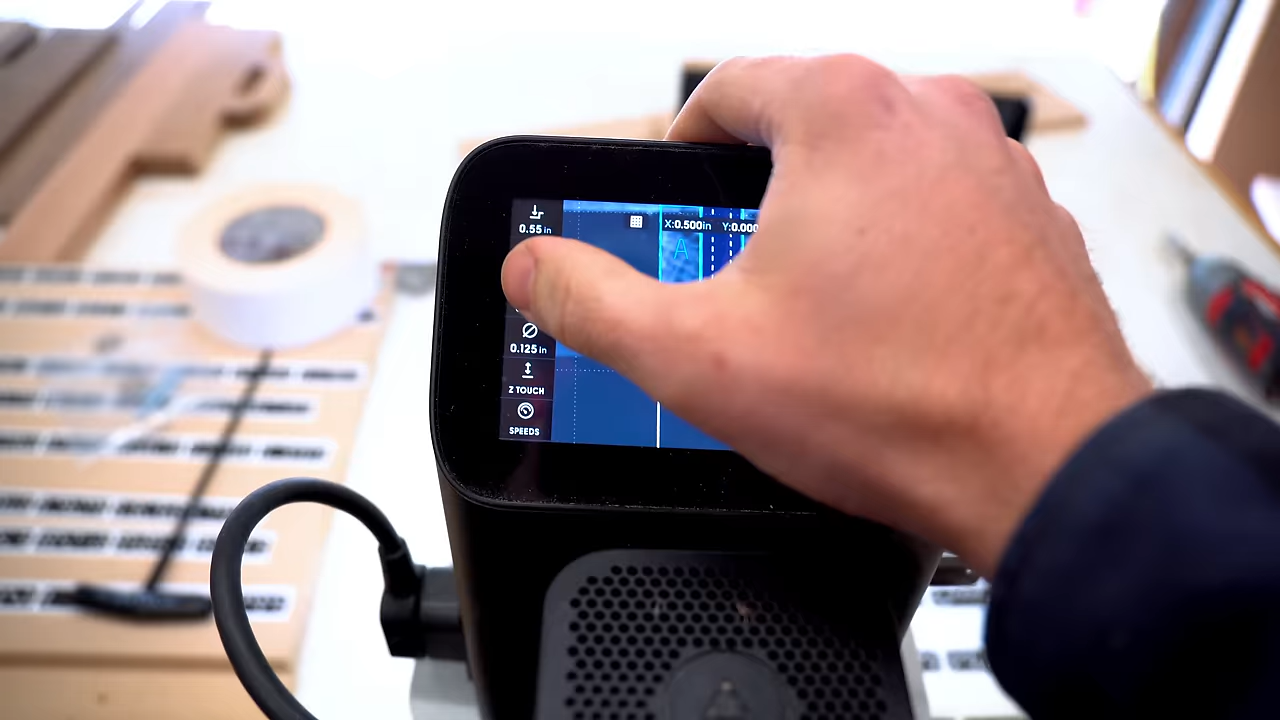 0.55 in
X:0.500in Y:0.000
A
0.125 in
Z TOUCH
SPEEDS